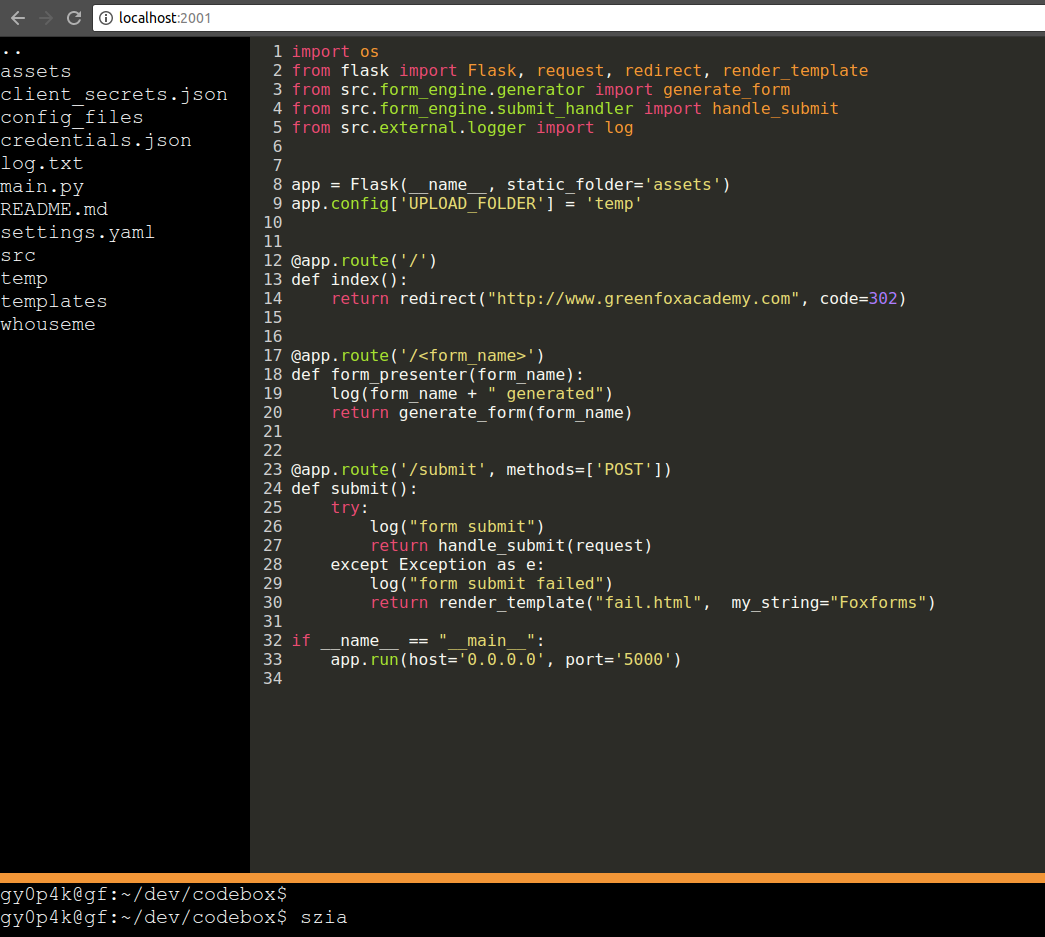 localhost:2001
..
assets
client_secrets.json
config_files
credentials.json
log.txt
main.py
README.md
settings.yaml
src
temp
templates
whouseme
1 import os
2 from flask import Flask, request, redirect, render_template
3 from src.form_engine.generator import generate_form
4 from src.form_engine.submit_handler import handle_submit
5 from src.external.logger import log
6
7
8 app = Flask(__name__, static_folder='assets')
9 app.config['UPLOAD_FOLDER'] = 'temp'
10
11
12 @app.route('/')
13 def index():
14     return redirect("http://www.greenfoxacademy.com", code=302)
15
16
17 @app.route('/<form_name>')
18 def form_presenter(form_name):
19     log(form_name + " generated")
20     return generate_form(form_name)
21
22
23 @app.route('/submit', methods=['POST'])
24 def submit():
25     try:
26         log("form submit")
27         return handle_submit(request)
28     except Exception as e:
29         log("form submit failed")
30         return render_template("fail.html",  my_string="Foxforms")
31
32 if __name__ == "__main__":
33     app.run(host='0.0.0.0', port='5000')
34
gy0p4k@gf:~/dev/codebox$
gy0p4k@gf:~/dev/codebox$ szia